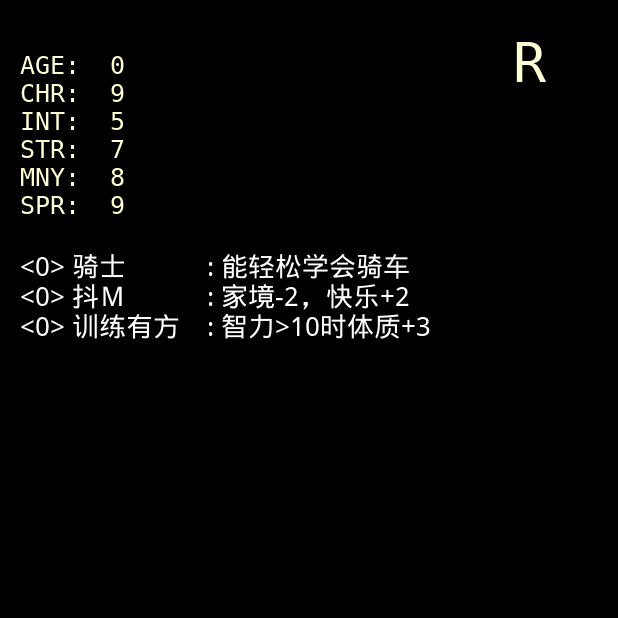 R
AGE: 0
CHR: 9
INT: 5
STR: 7
MNY: 8
SPR: 9
<0> 骑士 : 能轻松学会骑车
<0> 抖M : 家境-2，快乐+2
<0> 训练有方 : 智力>10时体质+3